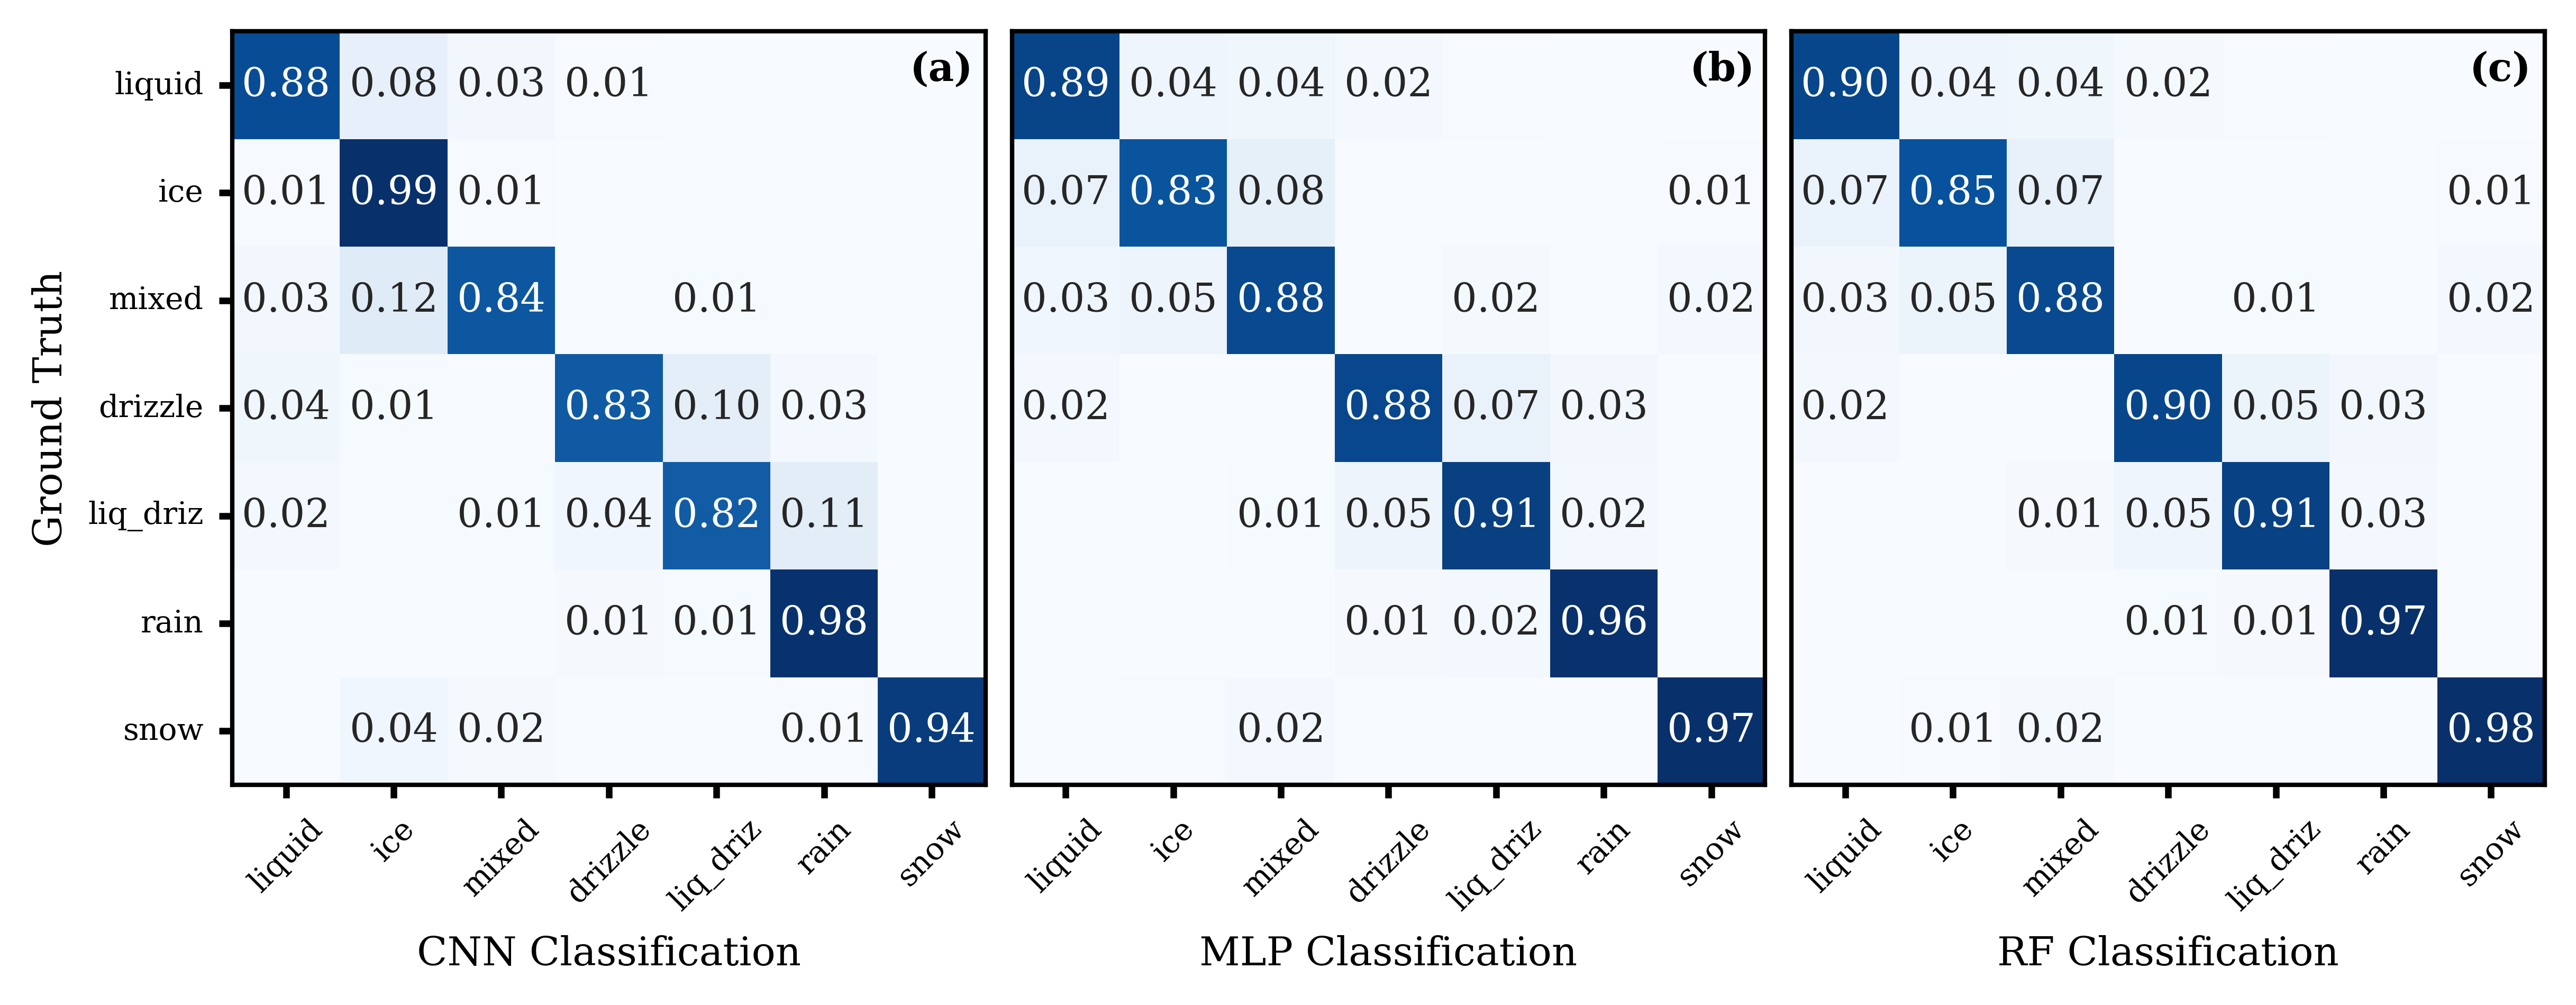 (a) (b) (c)
liquid 0.88 0.08 0.03 0.01 0.89 0.04 0.04 0.02 0.90 0.04 0.04 0.02
ice 0.01 0.99 0.01 0.07 0.83 0.08 0.01 0.07 0.85 0.07 0.01
mixed 0.03 0.12 0.84 0.01 0.03 0.05 0.88 0.02 0.02 0.03 0.05 0.88 0.01 0.02
drizzle 0.04 0.01 0.83 0.10 0.03 0.02 0.88 0.07 0.03 0.02 0.90 0.05 0.03
liq_driz 0.02 0.01 0.04 0.82 0.11 0.01 0.05 0.91 0.02 0.01 0.05 0.91 0.03
rain 0.01 0.01 0.98 0.01 0.02 0.96 0.01 0.01 0.97
snow 0.04 0.02 0.01 0.94 0.02 0.97 0.01 0.02 0.98
Ground Truth
liquid ice mixed drizzle liq_driz rain snow liquid ice mixed drizzle liq_driz rain snow liquid ice mixed drizzle liq_driz rain snow
CNN Classification MLP Classification RF Classification